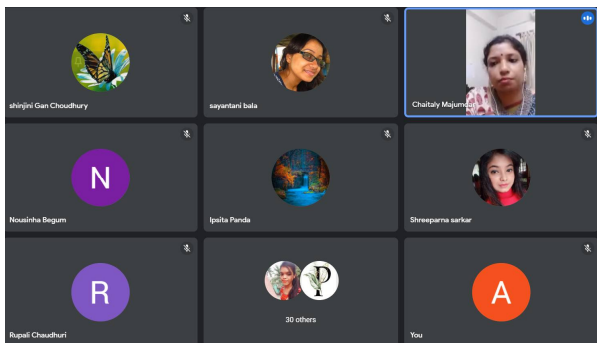 shinjini Gan Choudhury
sayantani bala
Chaitaly Majumdar
N
Nousinha Begum
Ipsita Panda
Shreeparna sarkar
R
Rupali Chaudhuri
P
30 others
A
You